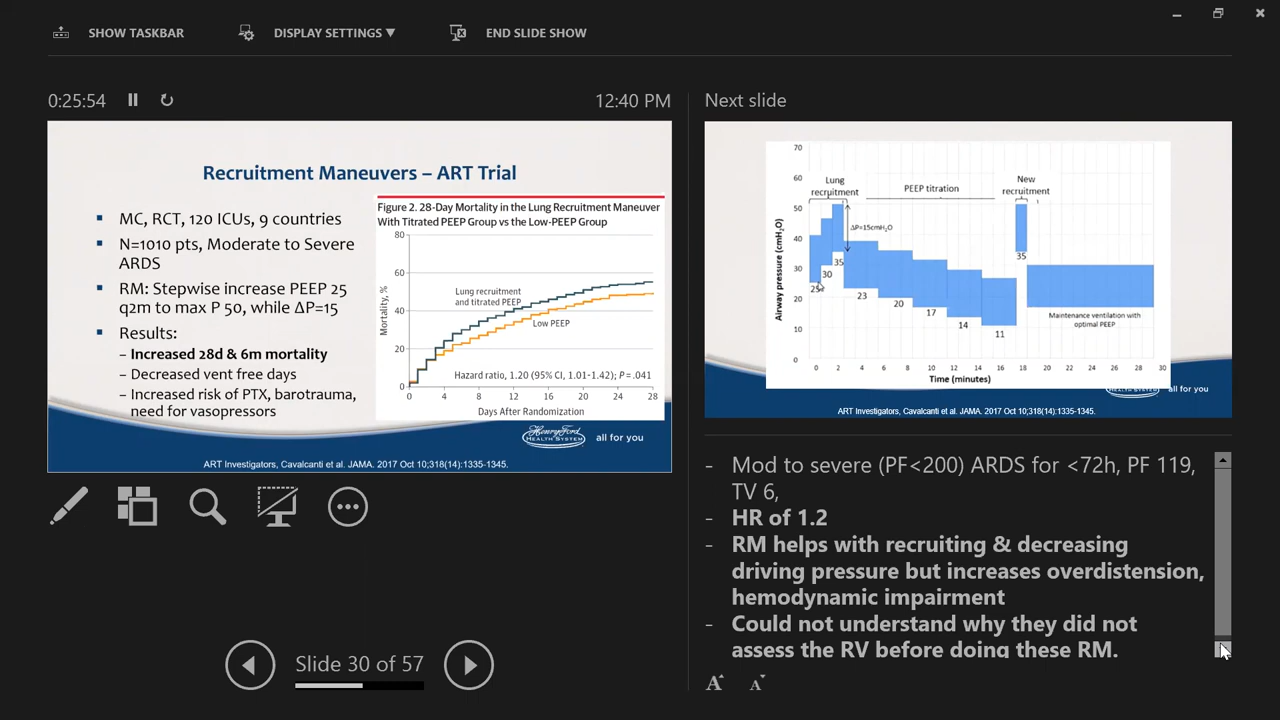 SHOW TASKBAR
DISPLAY SETTINGS ▼
END SLIDE SHOW
0:25:54
12:40 PM
Recruitment Maneuvers – ART Trial
▪ MC, RCT, 120 ICUs, 9 countries
▪ N=1010 pts, Moderate to Severe
ARDS
▪ RM: Stepwise increase PEEP 25
q2m to max P 50, while ΔP=15
▪ Results:
– Increased 28d & 6m mortality
– Decreased vent free days
– Increased risk of PTX, barotrauma,
need for vasopressors
Figure 2. 28-Day Mortality in the Lung Recruitment Maneuver
With Titrated PEEP Group vs the Low-PEEP Group
80
60
40
20
0
Mortality, %
Lung recruitment
and titrated PEEP
Low PEEP
Hazard ratio, 1.20 (95% CI, 1.01-1.42); P = .041
0 4 8 12 16 20 24 28
Days After Randomization
Henry Ford
HEALTH SYSTEM
all for you
ART Investigators, Cavalcanti et al. JAMA. 2017 Oct 10;318(14):1335-1345.
Slide 30 of 57
Next slide
70
60
50
40
30
20
10
0
Airway pressure (cmH2O)
Lung
recruitment
PEEP titration
New
recruitment
ΔP=15cmH2O
25
30
35
23
20
17
14
11
35
Maintenance ventilation with
optimal PEEP
0 2 4 6 8 10 12 14 16 18 20 22 24 26 28 30
Time (minutes)
HEALTH SYSTEM
all for you
ART Investigators, Cavalcanti et al. JAMA. 2017 Oct 10;318(14):1335-1345.
- Mod to severe (PF<200) ARDS for <72h, PF 119,
TV 6,
- HR of 1.2
- RM helps with recruiting & decreasing
driving pressure but increases overdistension,
hemodynamic impairment
- Could not understand why they did not
assess the RV before doing these RM.
A A